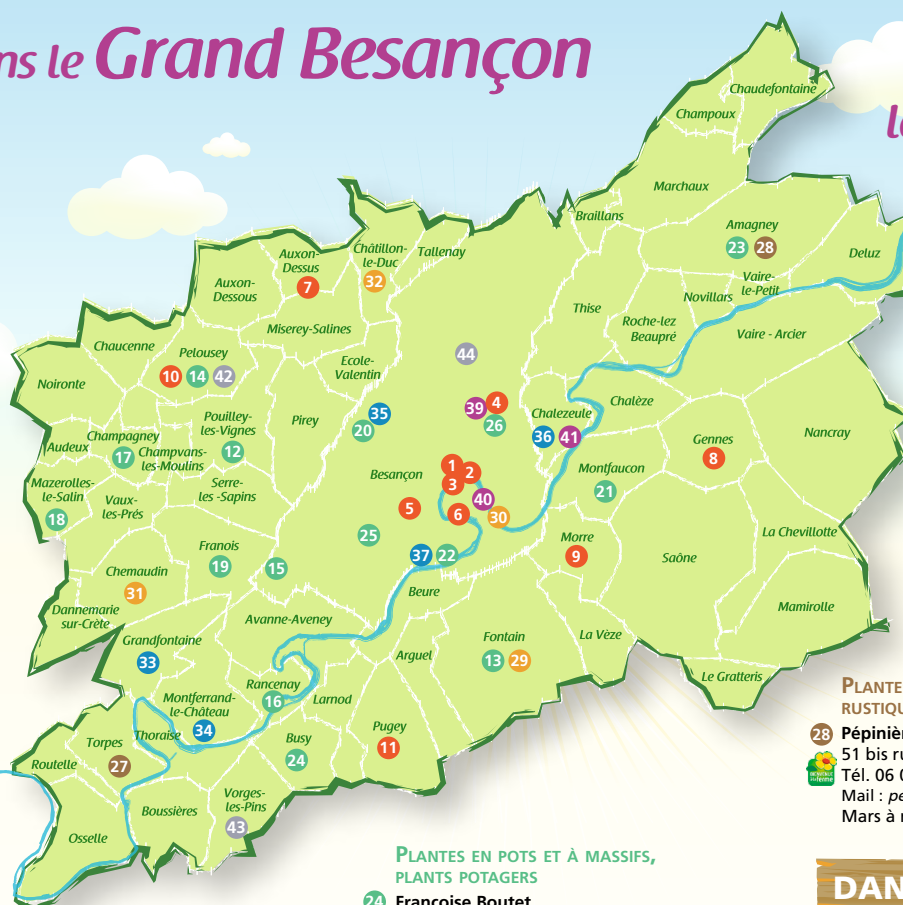 ns le Grand Besançon
Chaudefontaine
Champoux
Marchaux
Braillans
Amagney
23 28
Deluz
Châtillon-
le-Duc
32
Tallenay
Auxon-
Dessus
7
Auxon-
Dessous
Vaire-
le-Petit
Novillars
Thise
Roche-lez
Beaupré
Vaire - Arcier
Miserey-Salines
Chaucenne
Pelousey
10 14 42
44
Ecole-
Valentin
Noironte
Chalèze
39 4
26
35
20
Chalezeule
36 41
Pouilley-
les-Vignes
12
Pirey
Champagney
17
Audeux
Champvans-
les-Moulins
Gennes
8
Nancray
Montfaucon
21
Besançon
1
2
3
40
6
30
5
Mazerolles-
le-Salin
18
Vaux-
les-Prés
Serre-
les -Sapins
25
37 22
La Chevillotte
Morre
9
Saône
Franois
19
15
Chemaudin
31
Beure
Mamirolle
Dannemarie
sur-Crète
Avanne-Aveney
La Vèze
Fontain
13 29
Grandfontaine
33
Arguel
Le Gratteris
Rancenay
16
Larnod
Montferrand-
le-Château
34
Thoraise
Pugey
11
Busy
24
Torpes
27
Routelle
Vorges-
les-Pins
43
Boussières
Osselle
PLANTES EN POTS ET À MASSIFS,
PLANTS POTAGERS
24 Françoise Boutet
PLANTE
RUSTIQU
28 Pépinièr
51 bis ru
Tél. 06 0
Mail : pe
Mars à m
BIENVENUE
à la ferme
DAN